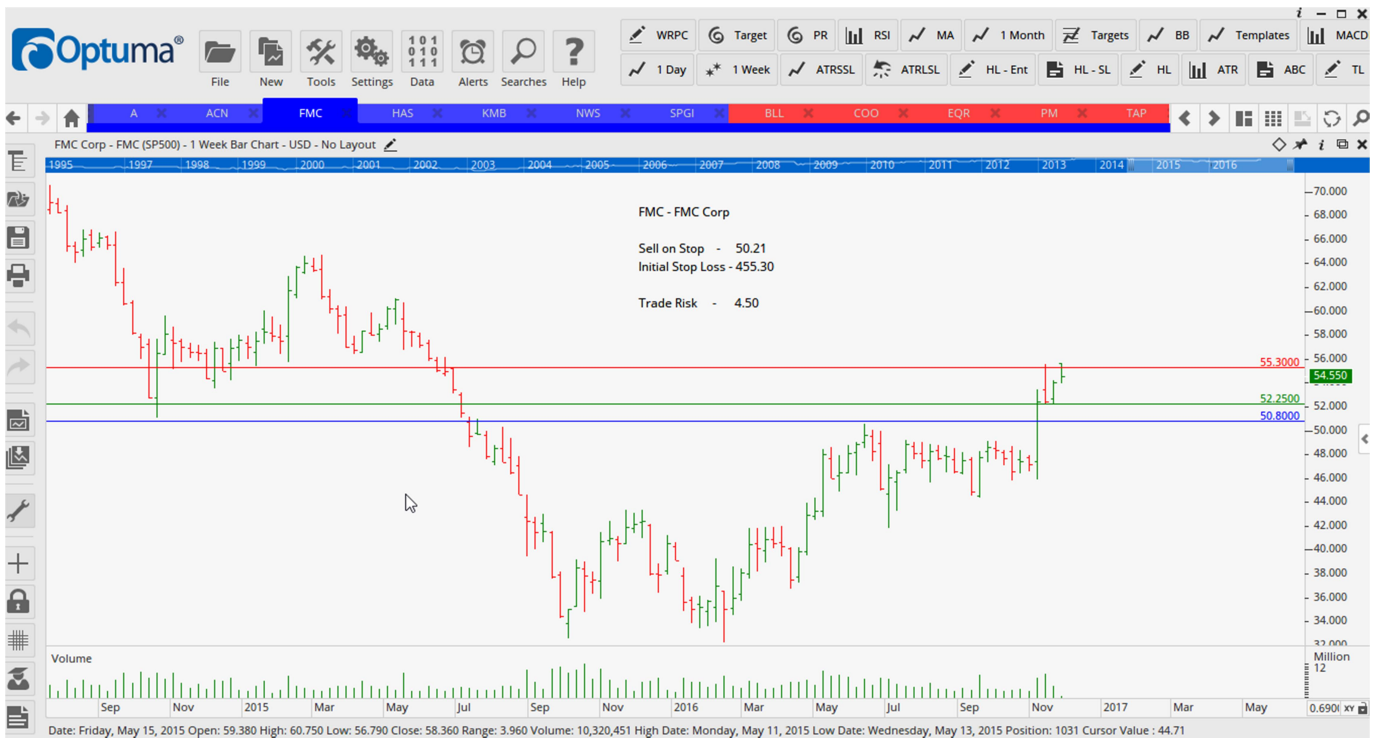 Optuma®
File New Tools Settings Data Alerts Searches Help
WRPC Target PR RSI MA 1 Month Targets BB Templates MACD
1 Day 1 Week ATRSSL ATRLSL HL - Ent HL - SL HL ATR ABC TL
A ACN FMC HAS KMB NWS SPGI BLL COO EQR PM TAP
FMC Corp - FMC (SP500) - 1 Week Bar Chart - USD - No Layout
1995 1997 1998 1999 2000 2001 2002 2003 2004 2005 2006 2007 2008 2009 2010 2011 2012 2013 2014 2015 2016
FMC - FMC Corp
Sell on Stop - 50.21
Initial Stop Loss - 455.30
Trade Risk - 4.50
70.000
68.000
66.000
64.000
62.000
60.000
58.000
56.000
55.3000
54.550
52.2500
52.000
50.8000
50.000
48.000
46.000
44.000
42.000
40.000
38.000
36.000
34.000
32.000
Volume
Million
12
Sep Nov 2015 Mar May Jul Sep Nov 2016 Mar May Jul Sep Nov 2017 Mar May
XY
Date: Friday, May 15, 2015 Open: 59.380 High: 60.750 Low: 56.790 Close: 58.360 Range: 3.960 Volume: 10,320,451 High Date: Monday, May 11, 2015 Low Date: Wednesday, May 13, 2015 Position: 1031 Cursor Value : 44.71